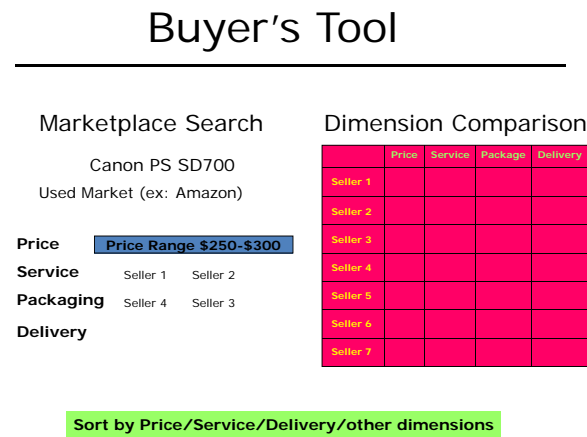 Buyer's Tool
Marketplace Search
Canon PS SD700
Used Market (ex: Amazon)
Price Price Range $250-$300
Service Seller 1 Seller 2
Packaging Seller 4 Seller 3
Delivery
Dimension Comparison
Price Service Package Delivery
Seller 1
Seller 2
Seller 3
Seller 4
Seller 5
Seller 6
Seller 7
Sort by Price/Service/Delivery/other dimensions